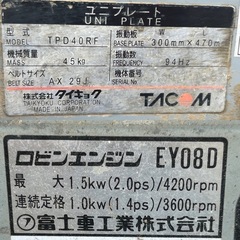 ユニプレート
UNI PLATE
型式 MODEL TPD40RF
振動板 BASE PLATE W L 300mm×470m
機械質量 MASS 45kg
振動数 FREQUENCY 94Hz
ベルトサイズ BELT SIZE AX 29J
機体番号 SERIAL NO.
株式会社タイキョク
TAIKYOKU CORPORATION
MADE IN JAPAN
TACOM
ロビンエンジン EY08D
最大 1.5kw(2.0ps)/4200rpm
連続定格 1.0kw(1.4ps)/3600rpm
富士重工業株式会社